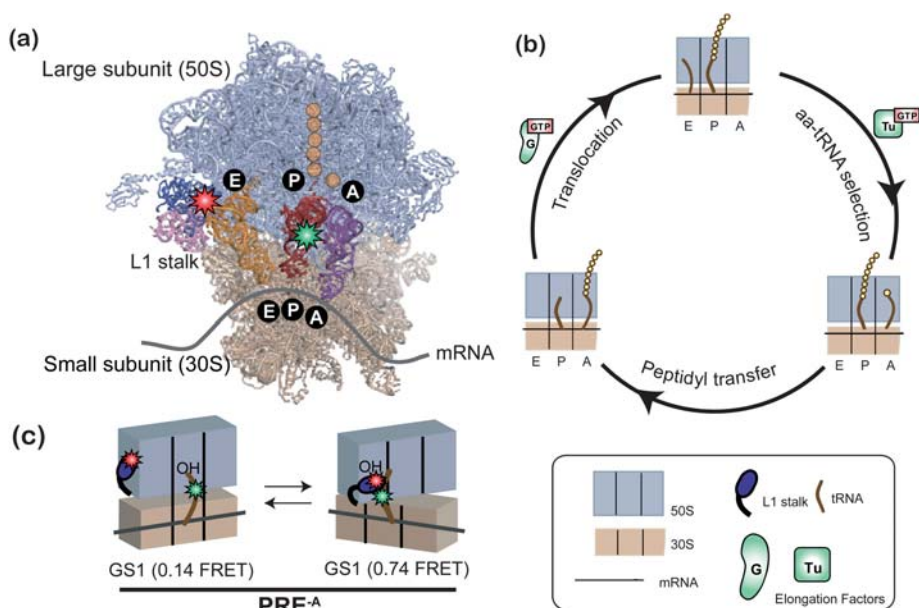 (a)
Large subunit (50S)
E
P
A
L1 stalk
E P A
mRNA
Small subunit (30S)
(b)
E P A
GTP
G
Translocation
GTP
Tu
aa-tRNA selection
E P A
E P A
Peptidyl transfer
(c)
OH
OH
GS1 (0.14 FRET)
GS1 (0.74 FRET)
PRE-A
50S
30S
mRNA
L1 stalk
tRNA
G
Tu
Elongation Factors